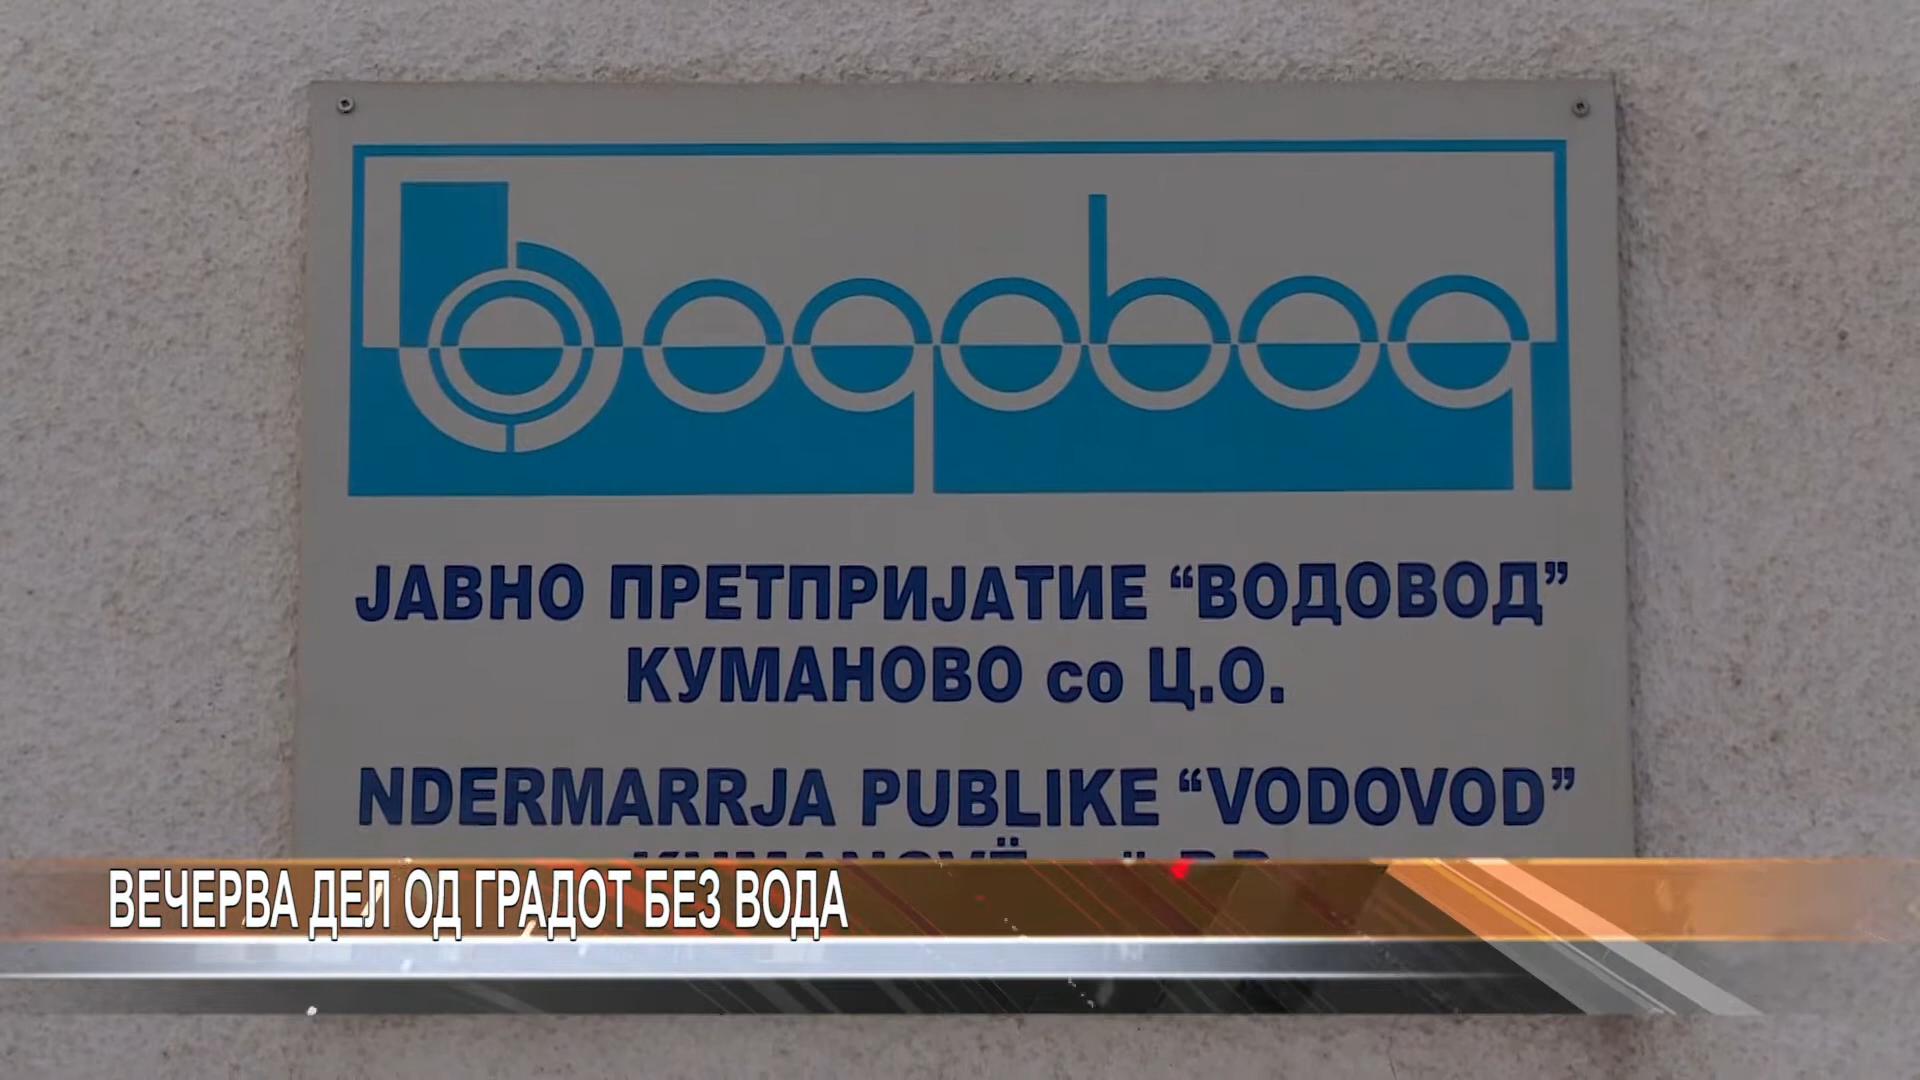 водовод
ЈАВНО ПРЕТПРИЈАТИЕ “ВОДОВОД”
КУМАНОВО со Ц.О.
NDERMARRJA PUBLIKE “VODOVOD”
ВЕЧЕРВА ДЕЛ ОД ГРАДОТ БЕЗ ВОДА